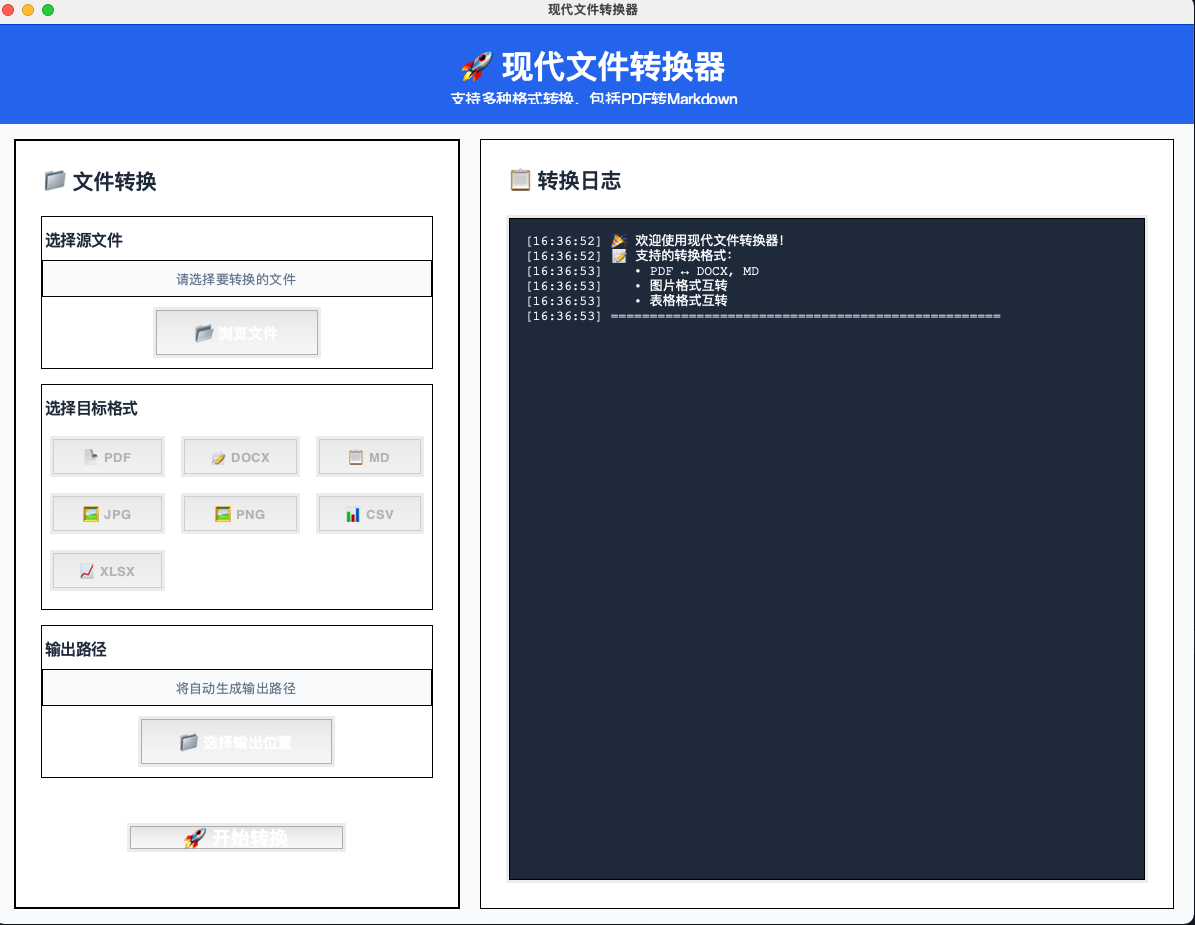 现代文件转换器
🚀 现代文件转换器
支持多种格式转换，包括PDF转Markdown
📁 文件转换
选择源文件
请选择要转换的文件
📂 浏览文件
选择目标格式
📄 PDF
📝 DOCX
📋 MD
🖼️ JPG
🖼️ PNG
📊 CSV
📈 XLSX
输出路径
将自动生成输出路径
📁 选择输出位置
🚀 开始转换
📋 转换日志
[16:36:52] 🎉 欢迎使用现代文件转换器!
[16:36:52] 📝 支持的转换格式:
[16:36:53] • PDF ↔ DOCX, MD
[16:36:53] • 图片格式互转
[16:36:53] • 表格格式互转
[16:36:53] ==================================================